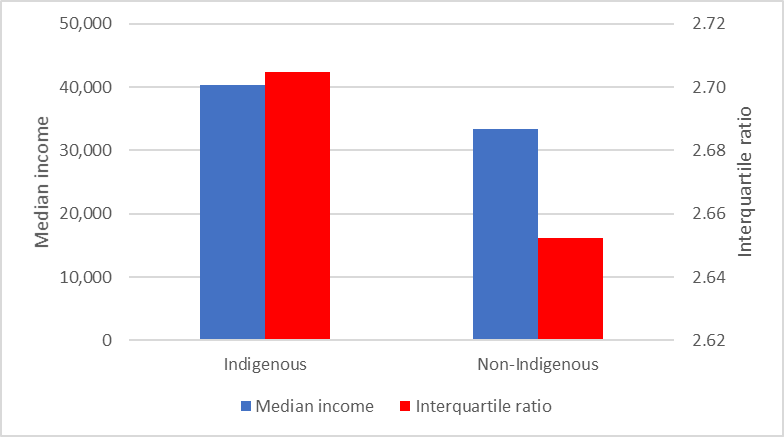 50,000
40,000
30,000
20,000
10,000
0
Median income
2.72
2.70
2.68
2.66
2.64
2.62
Interquartile ratio
Indigenous
Non-Indigenous
Median income
Interquartile ratio